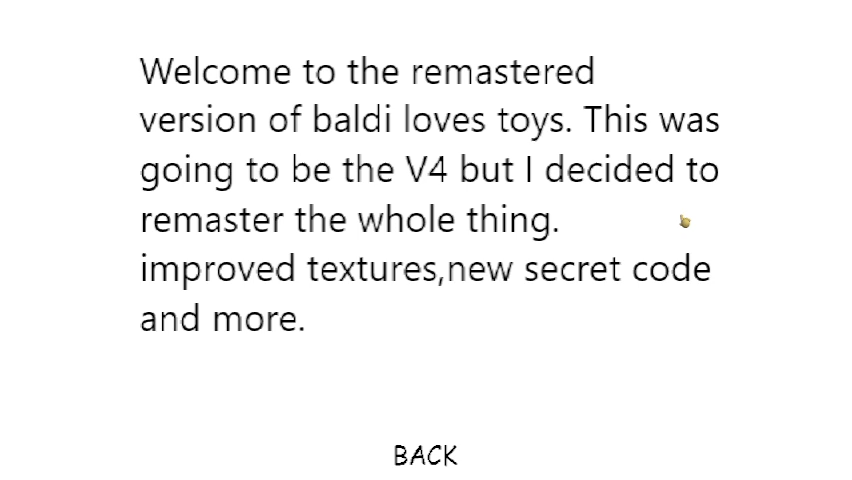 Welcome to the remastered
version of baldi loves toys. This was
going to be the V4 but I decided to
remaster the whole thing.
improved textures,new secret code
and more.
BACK